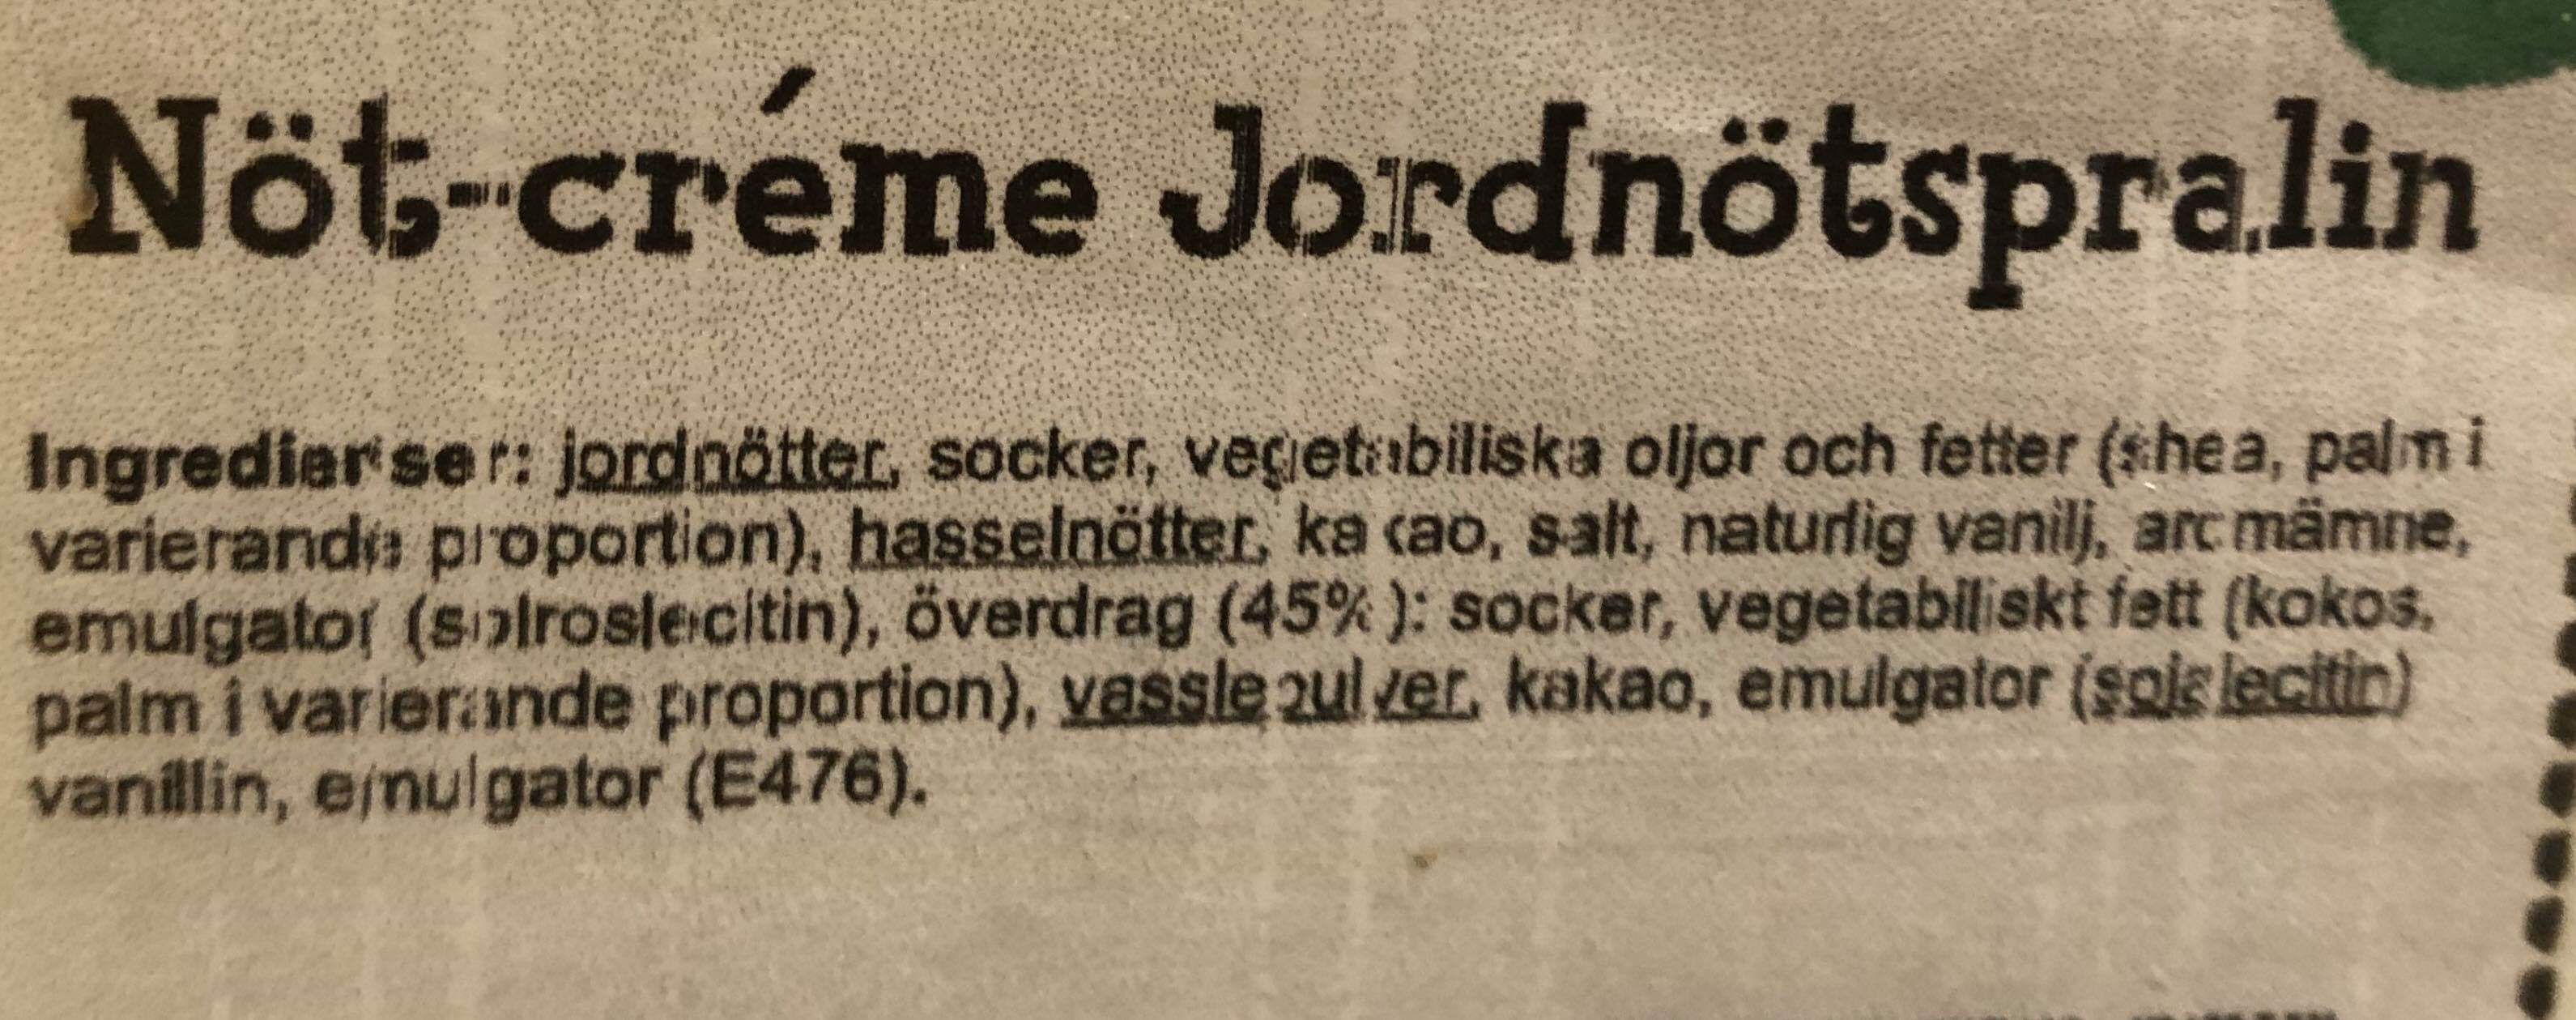 Nöt-créme Jordnötspralin
Ingredienser: jordnötter, socker, vegetabiliska oljor och fetter (shea, palm i
varierande proportion), hasselnötter, kakao, salt, naturlig vanilj, aromämne,
emulgator (solroslecitin), överdrag (45%): socker, vegetabiliskt fett (kokos,
palm i varierande proportion), vasslepulver, kakao, emulgator (sojalecitin)
vanillin, emulgator (E476).